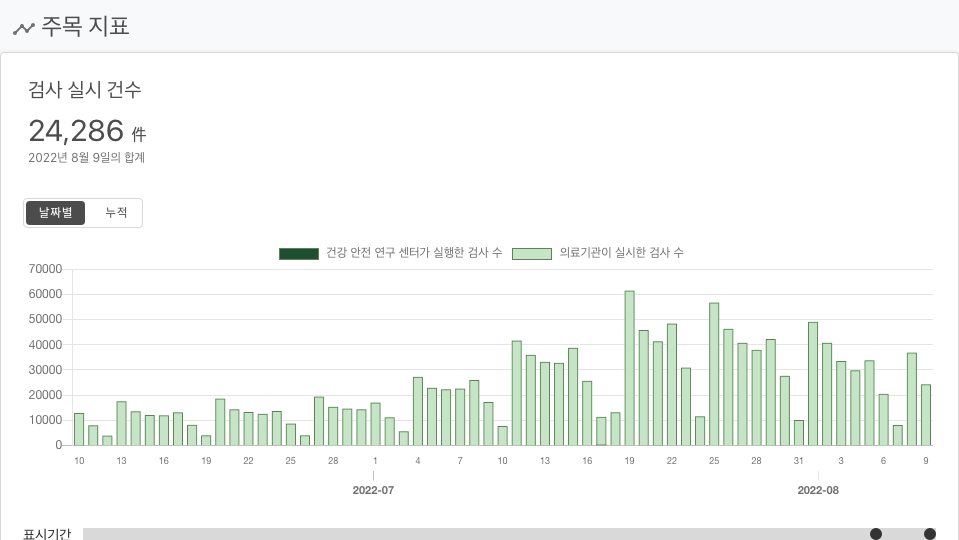 주목 지표
검사 실시 건수
24,286 件
2022년 8월 9일의 합계
날짜별 누적
건강 안전 연구 센터가 실행한 검사 수 의료기관이 실시한 검사 수
70000
60000
50000
40000
30000
20000
10000
0
10 13 16 19 22 25 28 1 4 7 10 13 16 19 22 25 28 31 3 6 9
2022-07 2022-08
표시기간